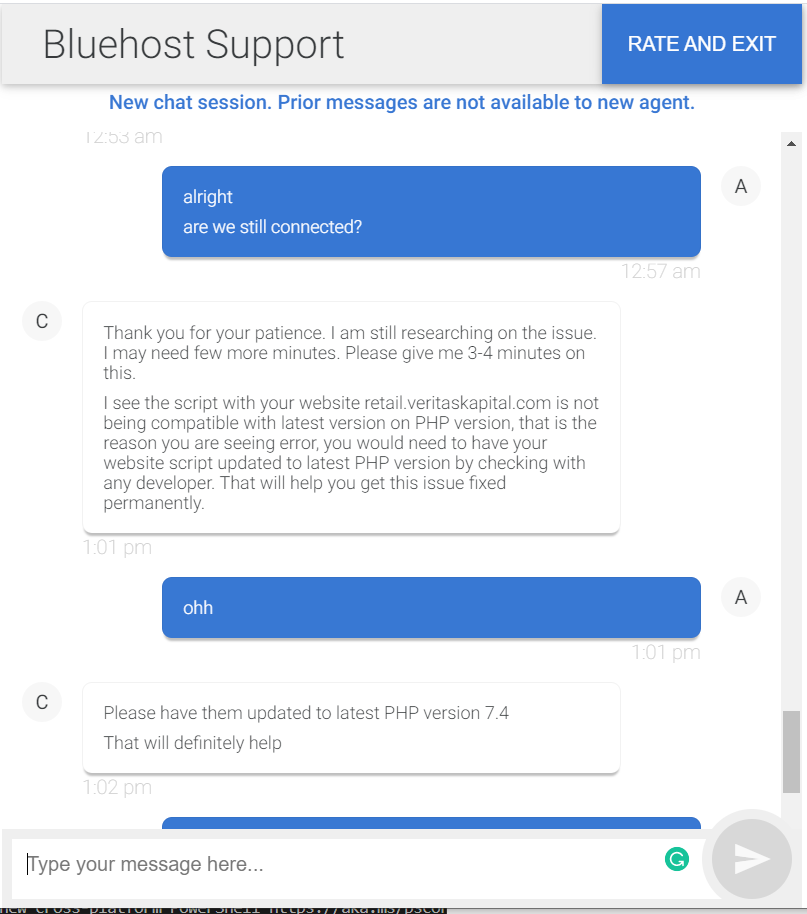 Bluehost Support
RATE AND EXIT
New chat session. Prior messages are not available to new agent.
12:53 am
alright
are we still connected?
A
12:57 am
C
Thank you for your patience. I am still researching on the issue.
I may need few more minutes. Please give me 3-4 minutes on
this.
I see the script with your website retail.veritaskapital.com is not
being compatible with latest version on PHP version, that is the
reason you are seeing error, you would need to have your
website script updated to latest PHP version by checking with
any developer. That will help you get this issue fixed
permanently.
1:01 pm
ohh
A
1:01 pm
C
Please have them updated to latest PHP version 7.4
That will definitely help
1:02 pm
Type your message here...
new cross-platform PowerShell https://aka.ms/pscor